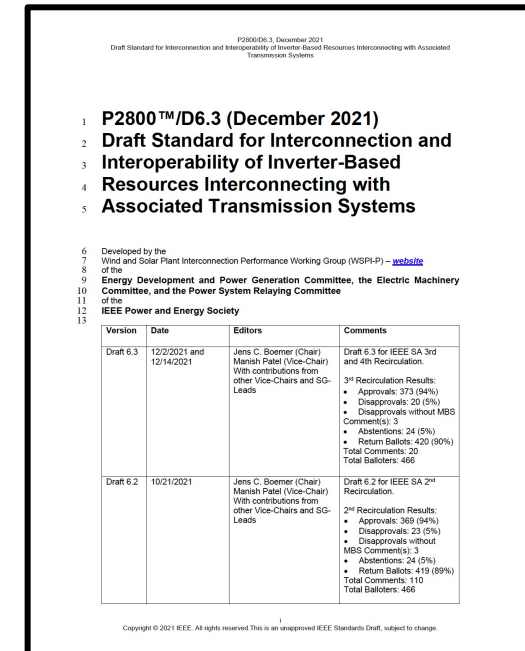 P2800/D6.3, December 2021
Draft Standard for Interconnection and Interoperability of Inverter-Based Resources Interconnecting with Associated
Transmission Systems
1 P2800™/D6.3 (December 2021)
2 Draft Standard for Interconnection and
3 Interoperability of Inverter-Based
4 Resources Interconnecting with
5 Associated Transmission Systems
6 Developed by the
7 Wind and Solar Plant Interconnection Performance Working Group (WSPI-P) – website
8 of the
9 Energy Development and Power Generation Committee, the Electric Machinery
10 Committee, and the Power System Relaying Committee
11 of the
12 IEEE Power and Energy Society
13
Version Date Editors Comments
Draft 6.3 12/2/2021 and Jens C. Boemer (Chair) Draft 6.3 for IEEE SA 3rd
12/14/2021 Manish Patel (Vice-Chair) and 4th Recirculation.
With contributions from
other Vice-Chairs and SG- 3rd Recirculation Results:
Leads • Approvals: 373 (94%)
• Disapprovals: 20 (5%)
• Disapprovals without MBS
Comment(s): 3
• Abstentions: 24 (5%)
• Return Ballots: 420 (90%)
Total Comments: 20
Total Balloters: 466
Draft 6.2 10/21/2021 Jens C. Boemer (Chair) Draft 6.2 for IEEE SA 2nd
Manish Patel (Vice-Chair) Recirculation.
With contributions from
other Vice-Chairs and SG- 2nd Recirculation Results:
Leads • Approvals: 369 (94%)
• Disapprovals: 23 (5%)
• Disapprovals without
MBS Comment(s): 3
• Abstentions: 24 (5%)
• Return Ballots: 419 (89%)
Total Comments: 110
Total Balloters: 466
i
Copyright © 2021 IEEE. All rights reserved.This is an unapproved IEEE Standards Draft, subject to change.